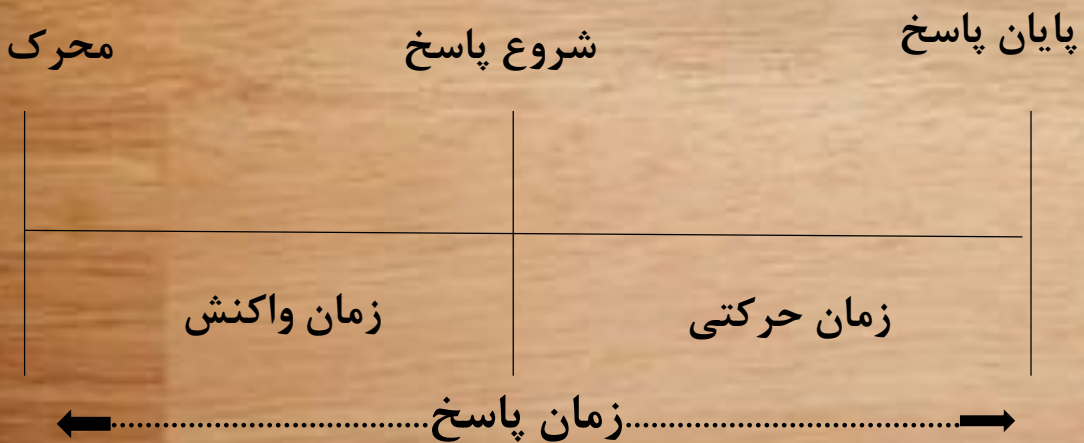 محرک
شروع پاسخ
پایان پاسخ
زمان واکنش
زمان حرکتی
زمان پاسخ